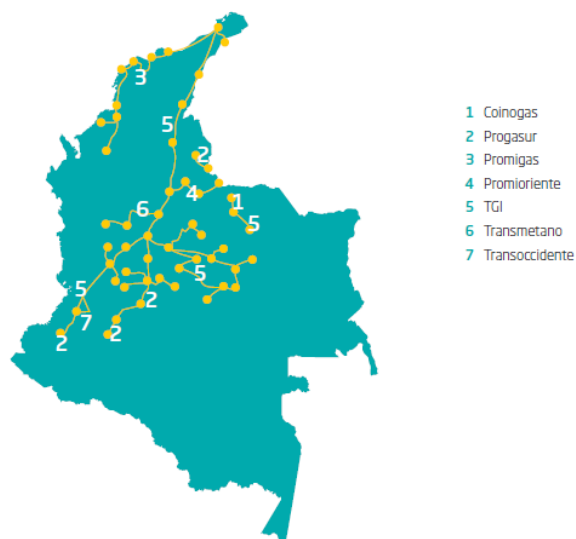 3
5
2
4
1
6
5
5
5
2
7
2
2
1 Coinogas
2 Progasur
3 Promigas
4 Promioriente
5 TGI
6 Transmetano
7 Transoccidente